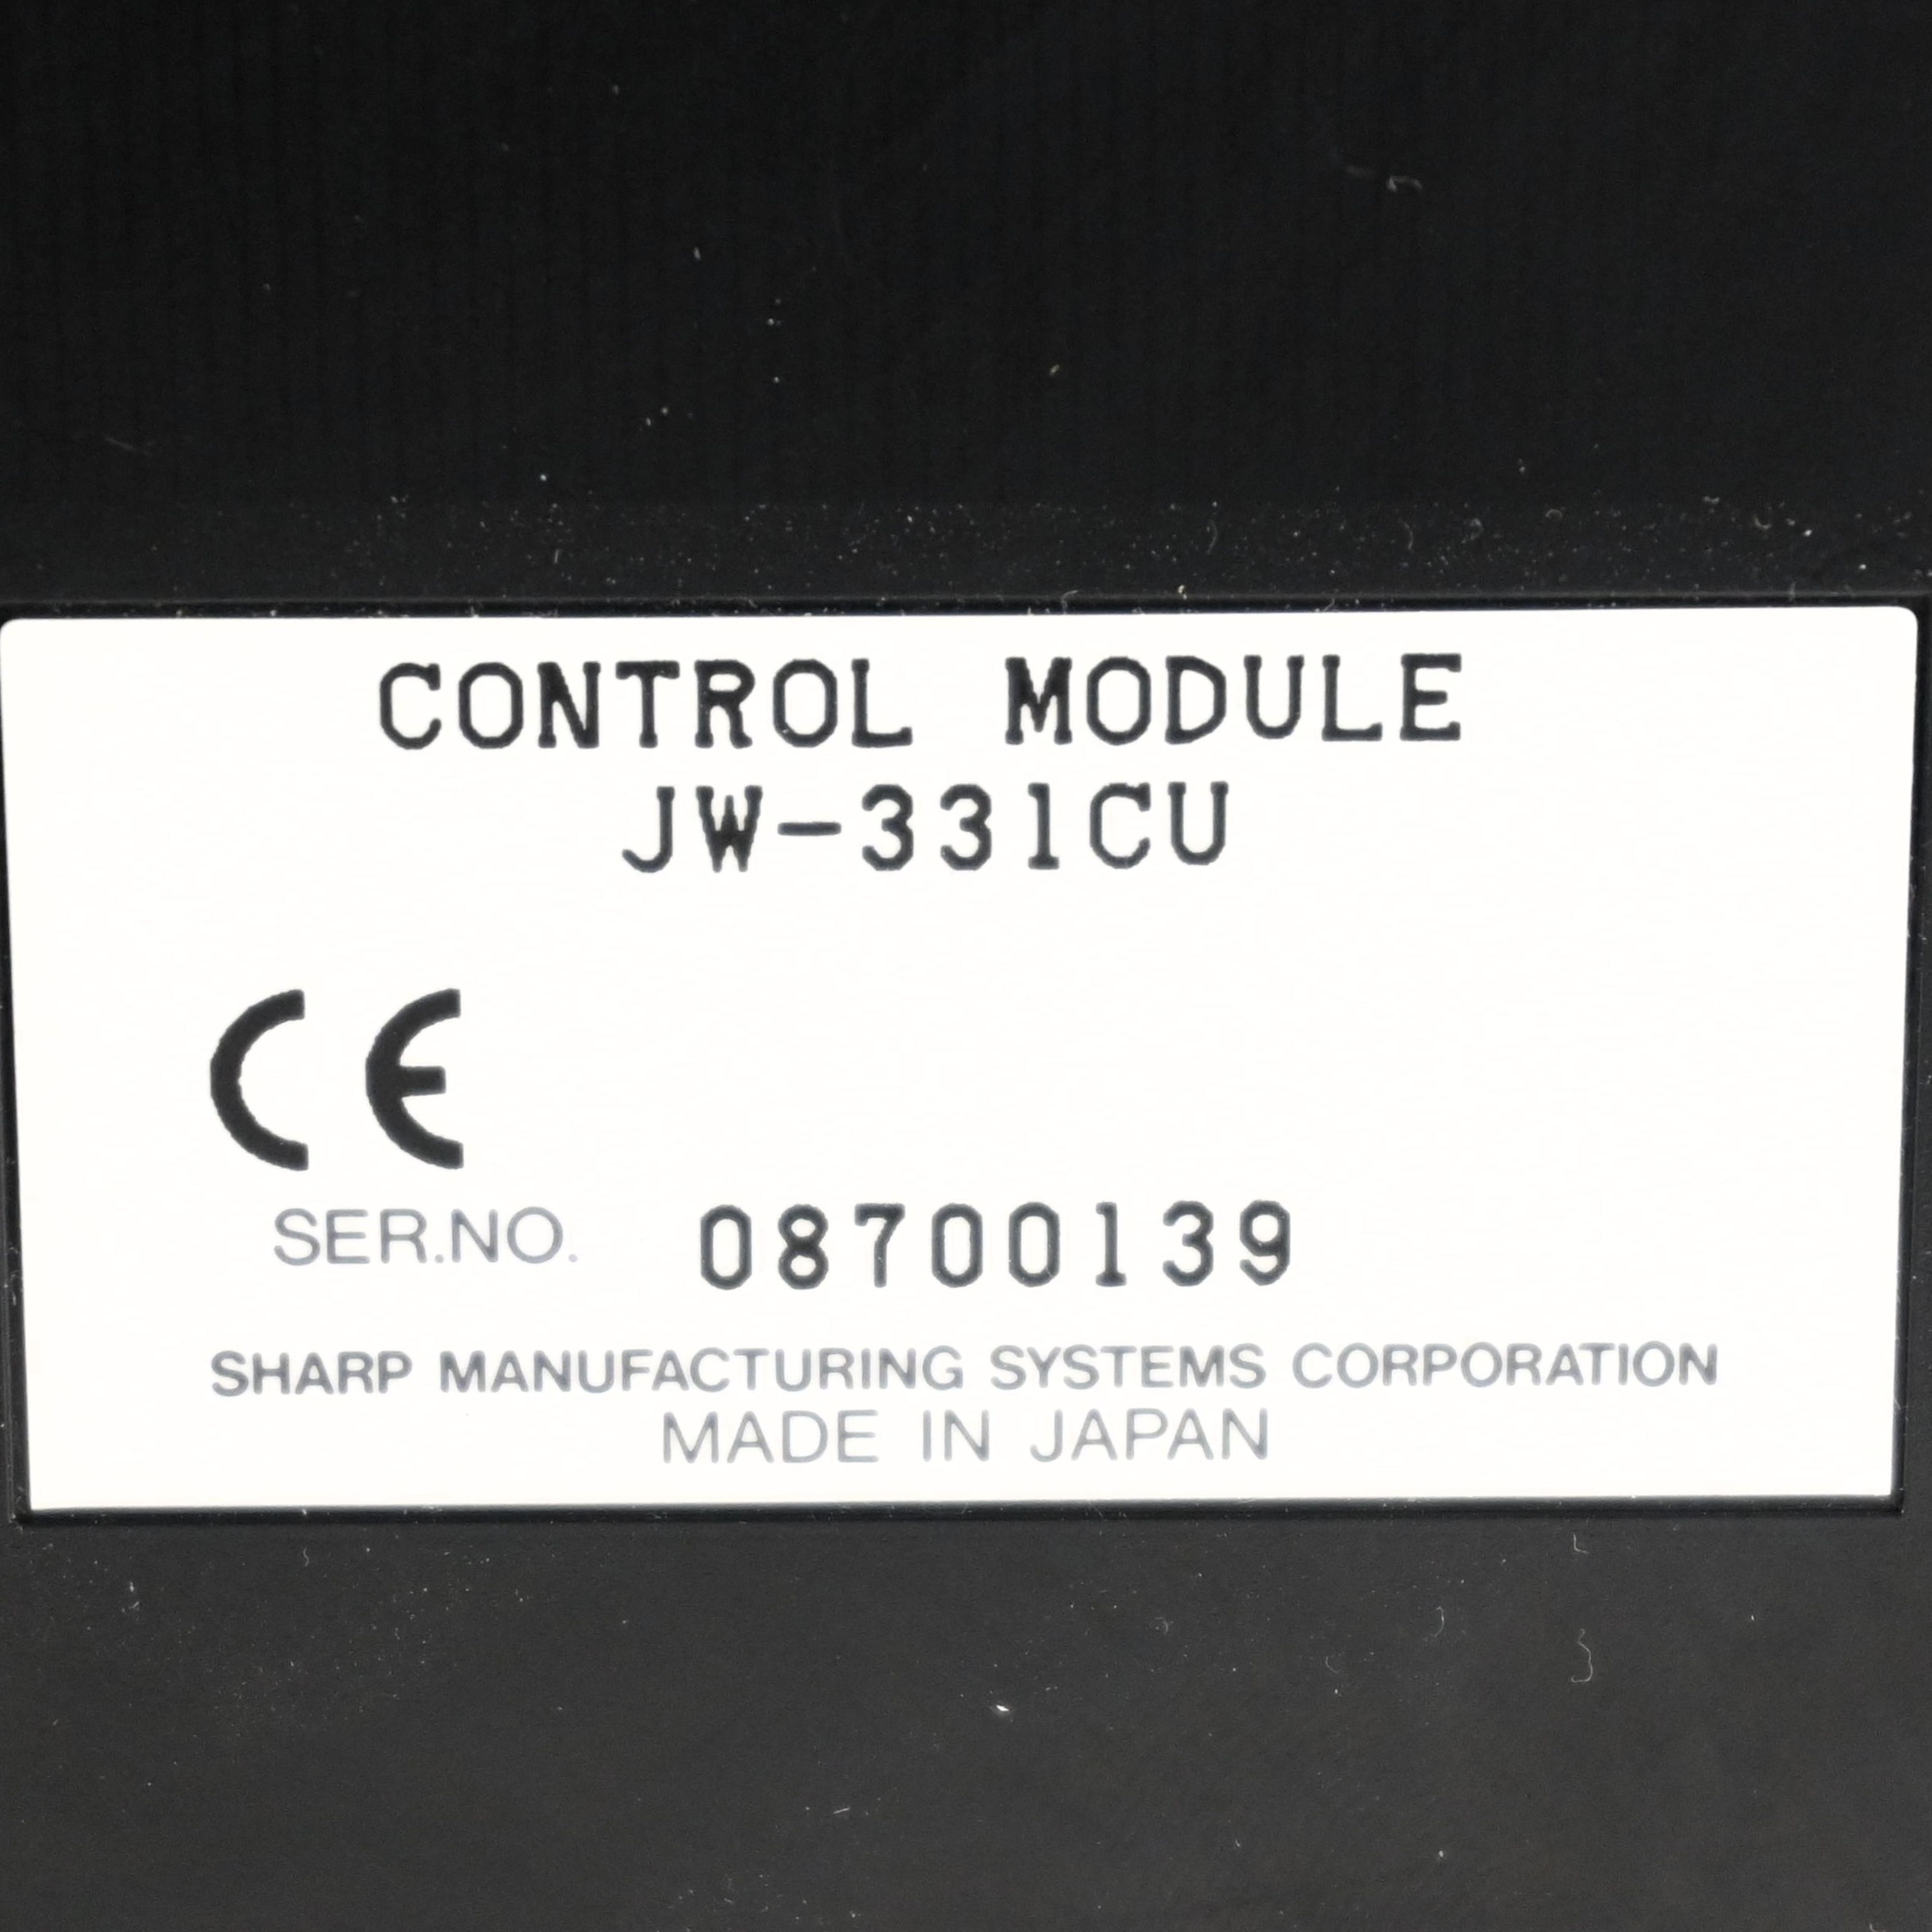 CONTROL MODULE
JW-331CU
CE
SER.NO. 08700139
SHARP MANUFACTURING SYSTEMS CORPORATION
MADE IN JAPAN